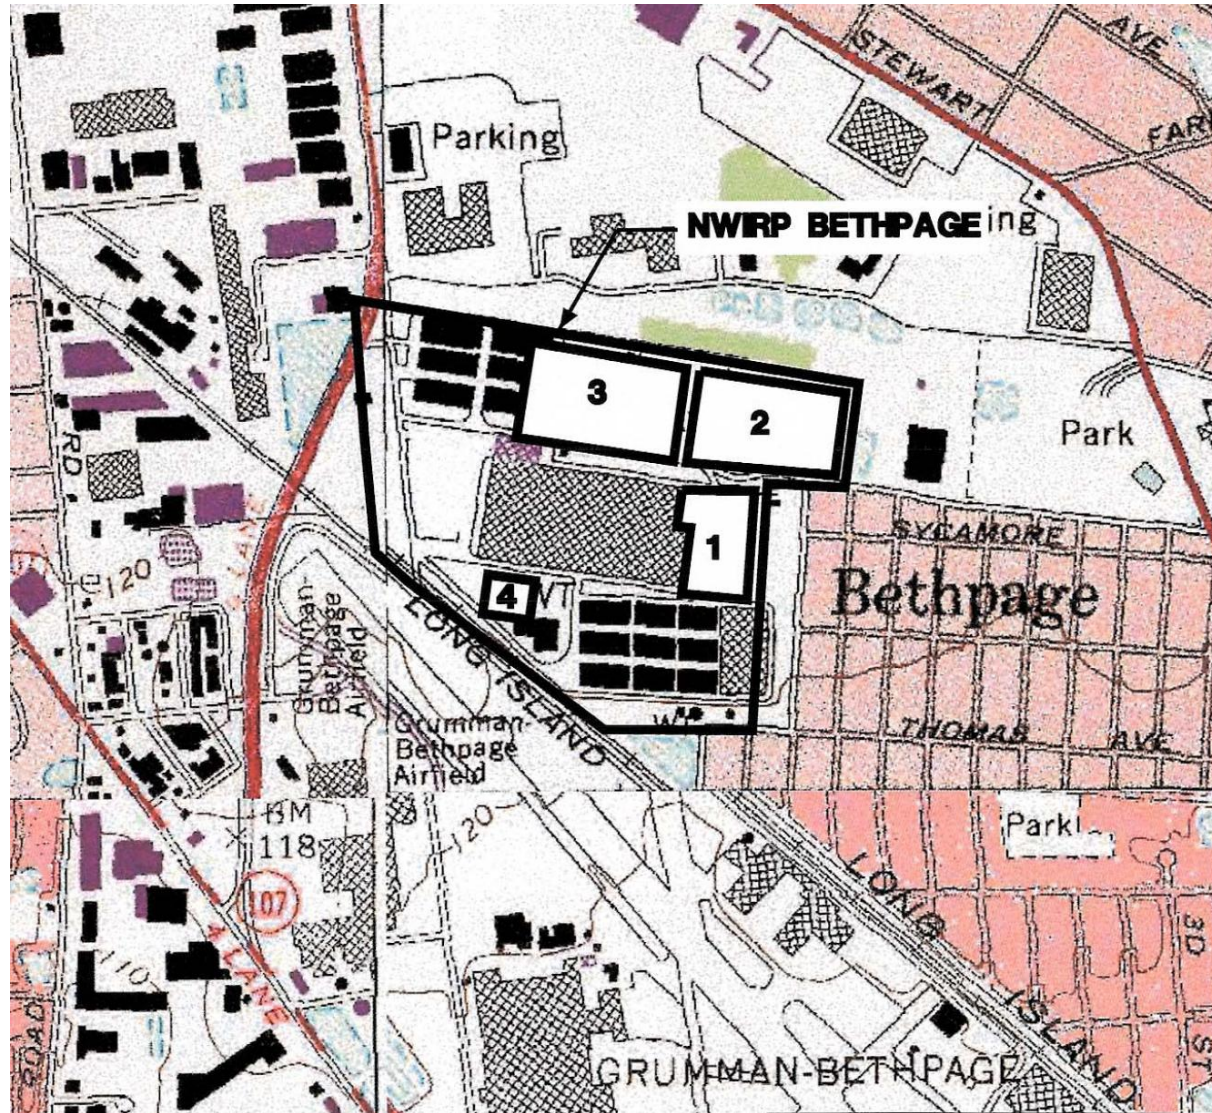 AVE
STEWART
FAR
7
Parking
NWIRP BETHPAGE
ing
3
2
Park
RD
LANE
SYCAMORE
1
120
4
Bethpage
Grumman-
Bethpage
Airfield
LONG ISLAND
W
THOMAS AVE
Grumman-
Bethpage
Airfield
BM
118
120
Park
107
LONG ISLAND
3D ST
4 LANE
110
ROAD
GRUMMAN-BETHPAGE